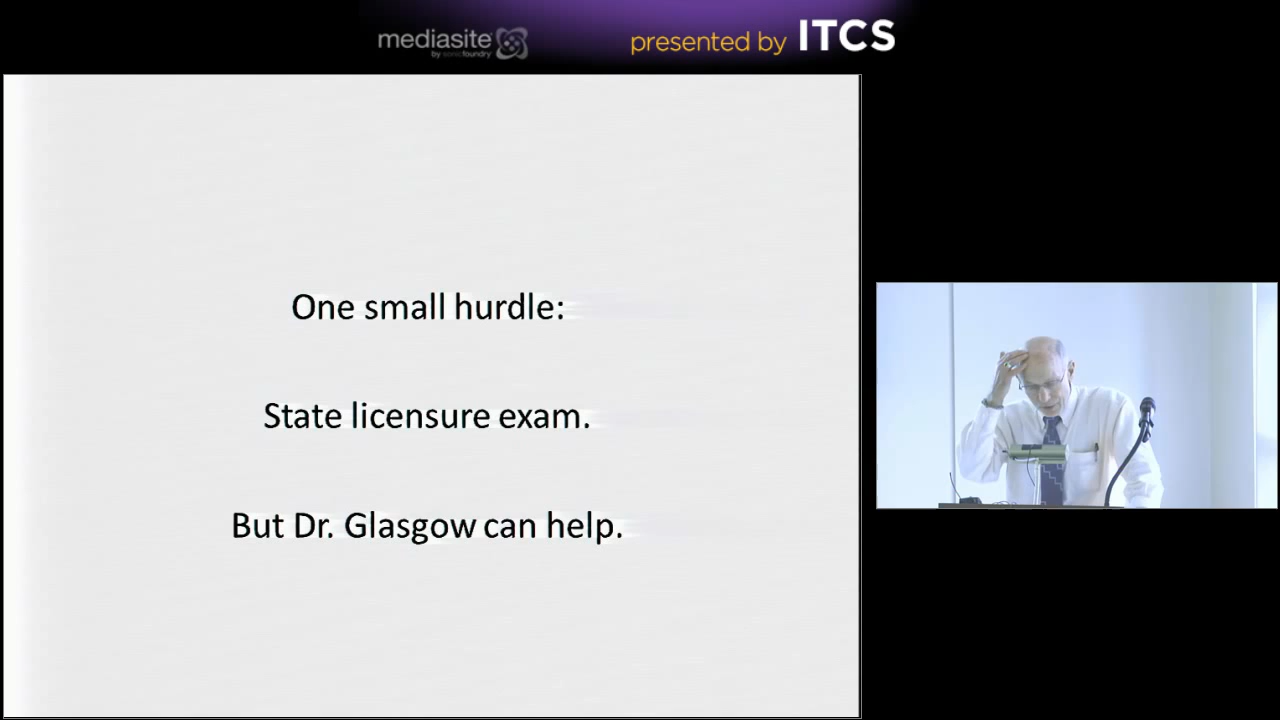 mediasite
by sonicfoundry
presented by ITCS
One small hurdle:
State licensure exam.
But Dr. Glasgow can help.